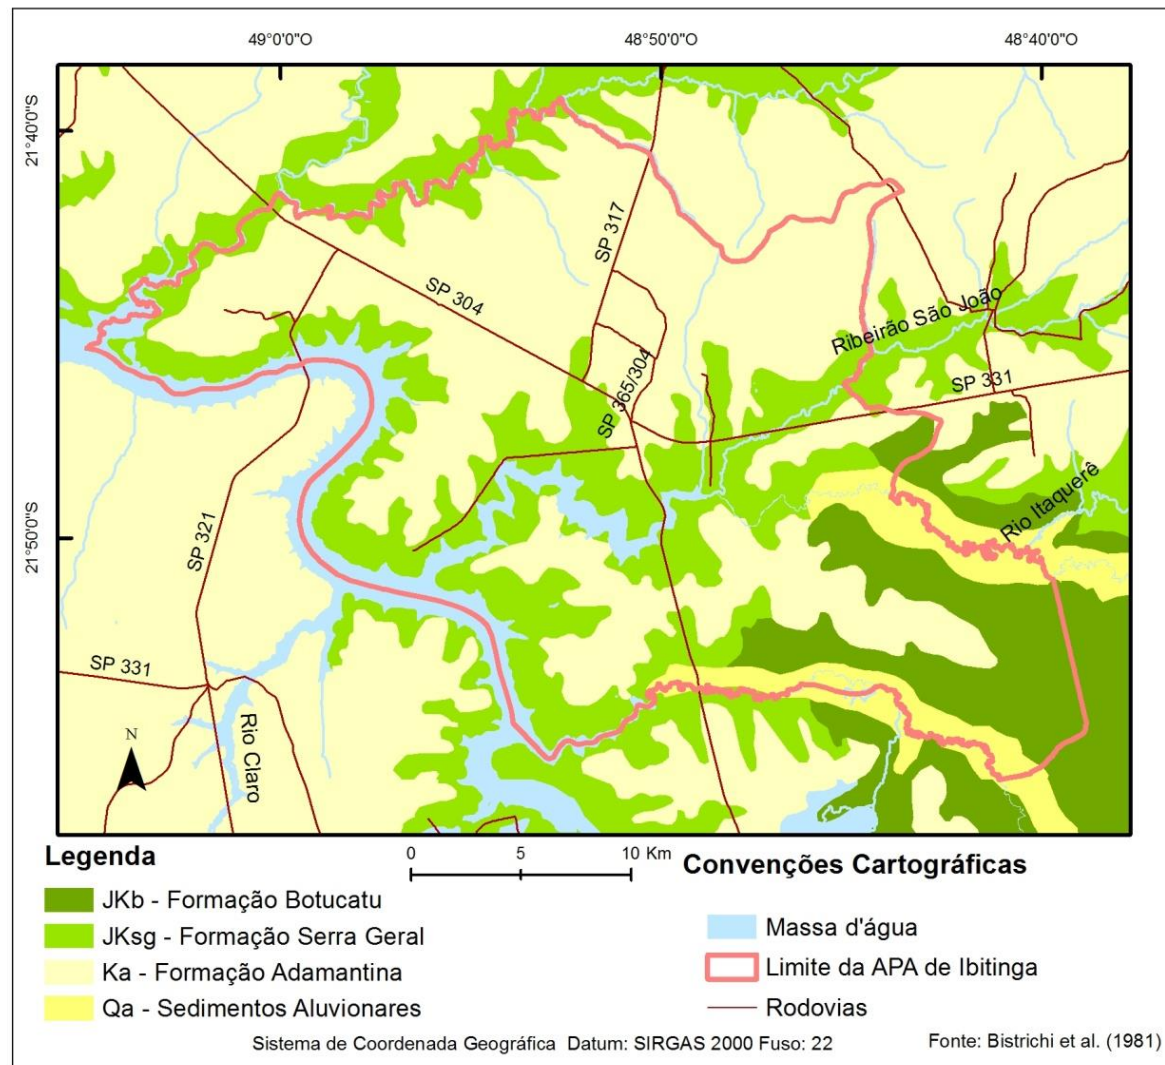 49°0'0"O
48°50'0"O
48°40'0"O
21°40'0"S
21°50'0"S
SP 317
SP 304
Ribeirão São João
SP 365/304
SP 331
SP 321
Rio Itaquerê
SP 331
Rio Claro
N
Legenda
JKb - Formação Botucatu
JKsg - Formação Serra Geral
Ka - Formação Adamantina
Qa - Sedimentos Aluvionares
0 5 10 Km
Convenções Cartográficas
Massa d'água
Limite da APA de Ibitinga
Rodovias
Sistema de Coordenada Geográfica Datum: SIRGAS 2000 Fuso: 22
Fonte: Bistrichi et al. (1981)